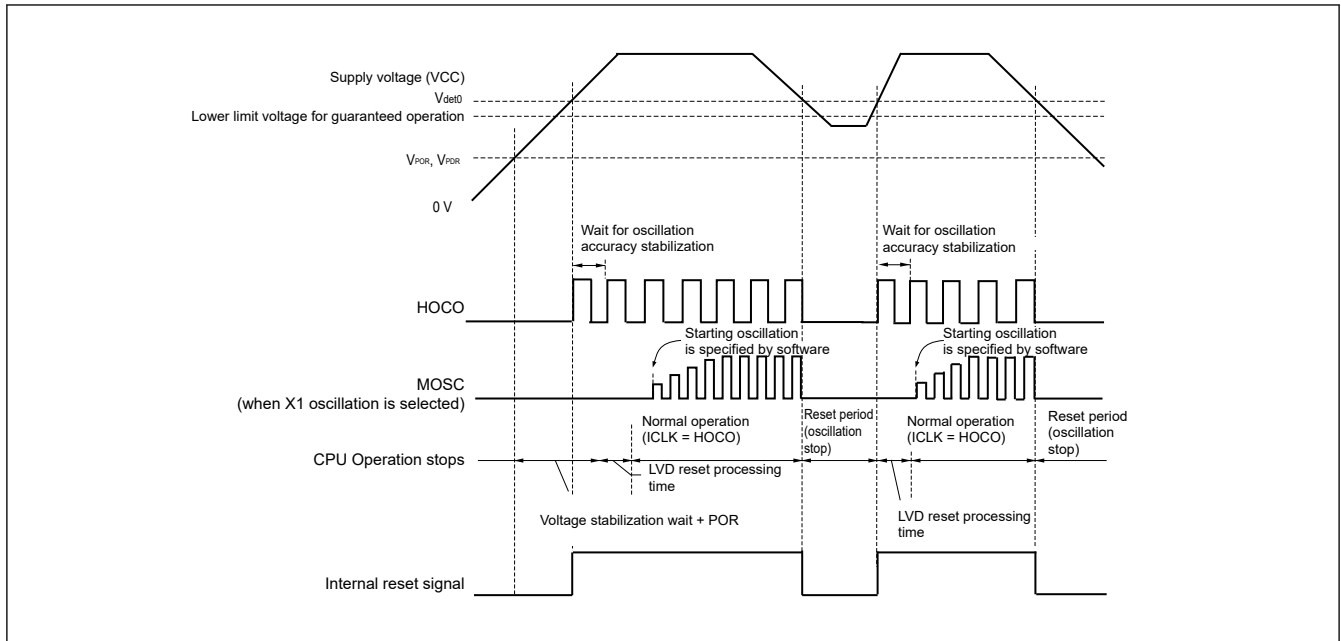 Supply voltage (VCC)
Vdet0
Lower limit voltage for guaranteed operation
VPOR, VPDR
0 V
Wait for oscillation
accuracy stabilization
Wait for oscillation
accuracy stabilization
HOCO
Starting oscillation
is specified by software
Starting oscillation
is specified by software
MOSC
(when X1 oscillation is selected)
Normal operation
(ICLK = HOCO)
Reset period
(oscillation
stop)
Normal operation
(ICLK = HOCO)
Reset period
(oscillation
stop)
CPU Operation stops
LVD reset processing
time
Voltage stabilization wait + POR
LVD reset processing
time
Internal reset signal